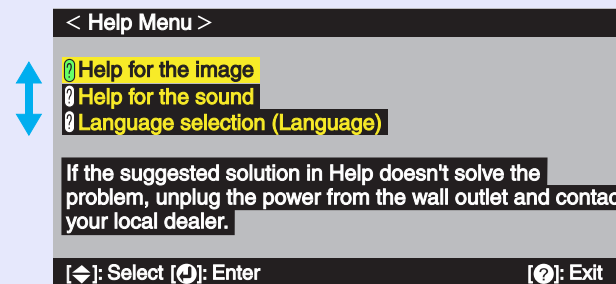 < Help Menu >
? Help for the image
? Help for the sound
? Language selection (Language)
If the suggested solution in Help doesn't solve the
problem, unplug the power from the wall outlet and contac
your local dealer.
[◆]: Select [⏎]: Enter [?]: Exit